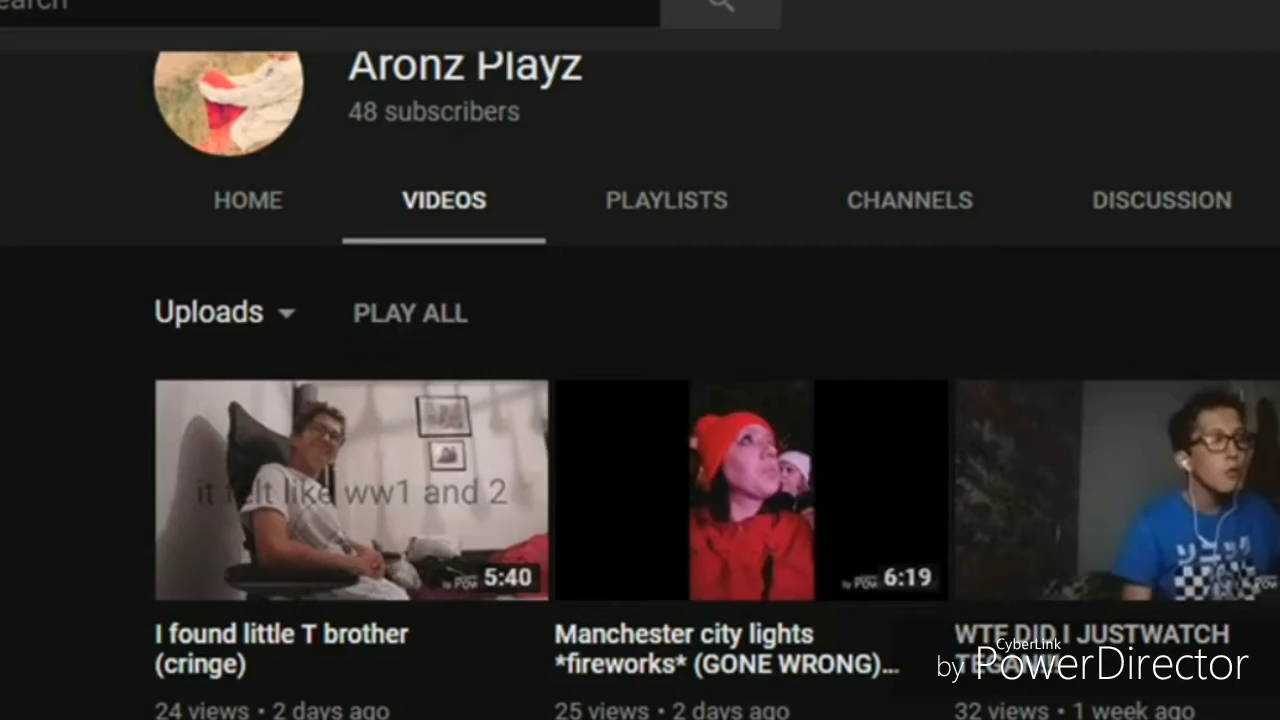 earch
Aronz Playz
48 subscribers
HOME VIDEOS PLAYLISTS CHANNELS DISCUSSION
Uploads PLAY ALL
it felt like ww1 and 2
5:40
6:19
I found little T brother
(cringe)
24 views • 2 days ago
Manchester city lights
*fireworks* (GONE WRONG)...
25 views • 2 days ago
WTF DID I JUSTWATCH
32 views • 1 week ago
CyberLink
by PowerDirector